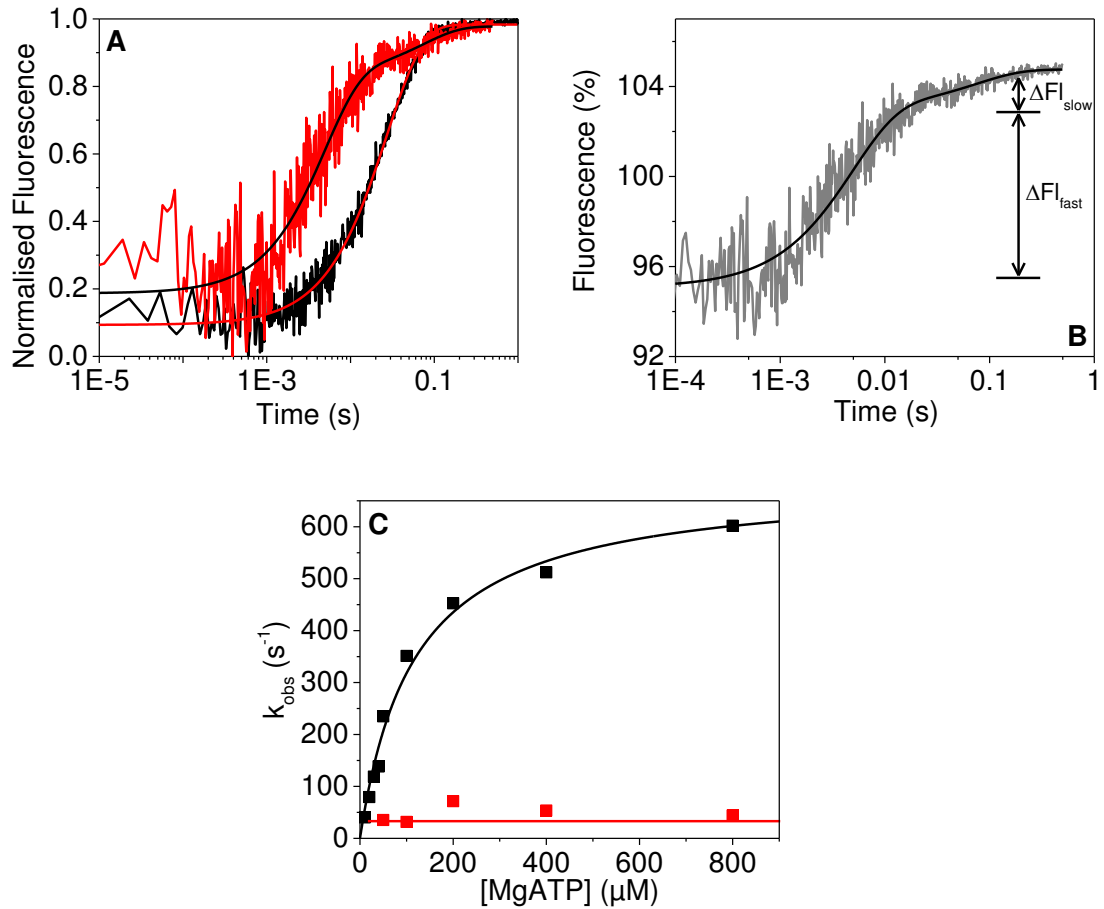 A
1.0
0.8
0.6
0.4
0.2
0.0
Normalised Fluorescence
1E-5
1E-3
0.1
Time (s)
B
104
100
96
92
Fluorescence (%)
ΔFl_slow
ΔFl_fast
1E-4
1E-3
0.01
0.1
1
Time (s)
C
600
500
400
300
200
100
0
k_obs (s⁻¹)
0
200
400
600
800
[MgATP] (µM)